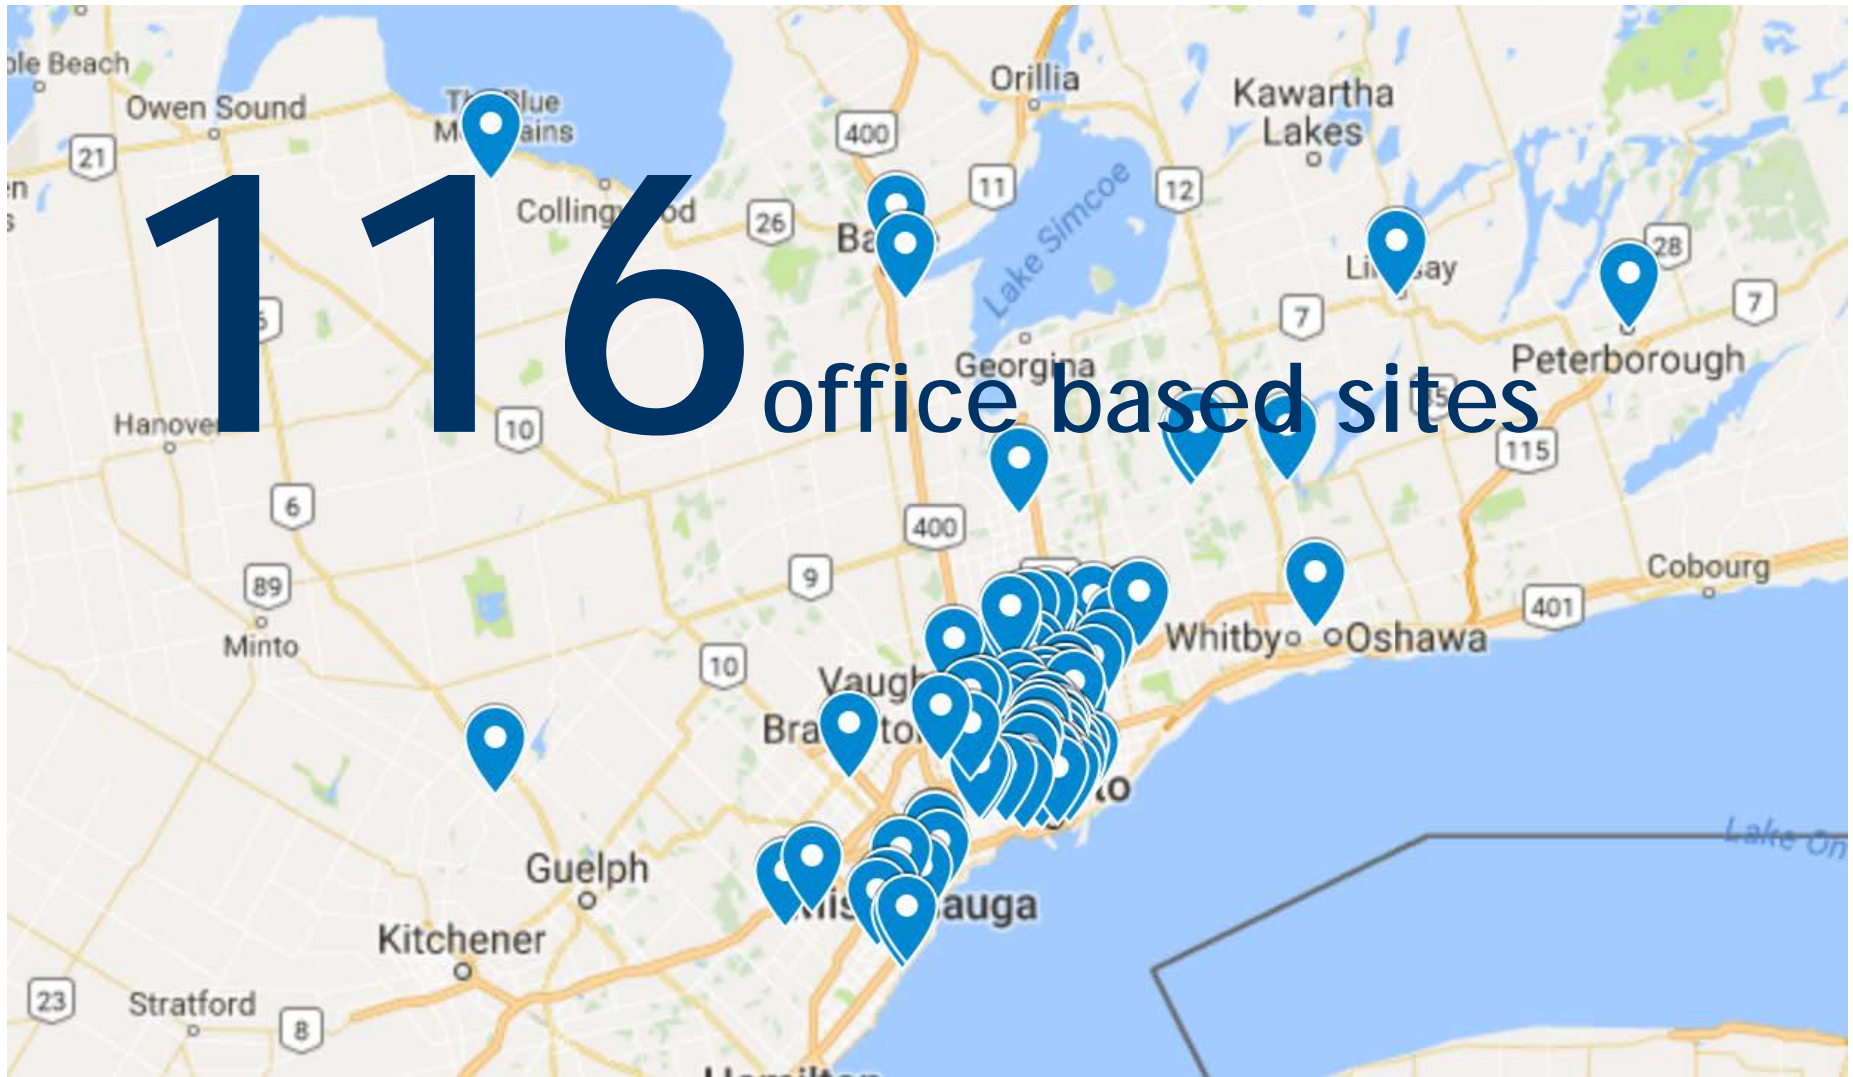 Orillia
ole Beach
Kawartha
Lakes
Owen Sound
400
21
11
12
26
28
Lake Simcoe
7
7
116 office based sites
Georgina
Peterborough
Hanover
10
115
6
400
Cobourg
9
89
401
Minto
Whitby
Oshawa
10
Guelph
Kitchener
23
Stratford
8